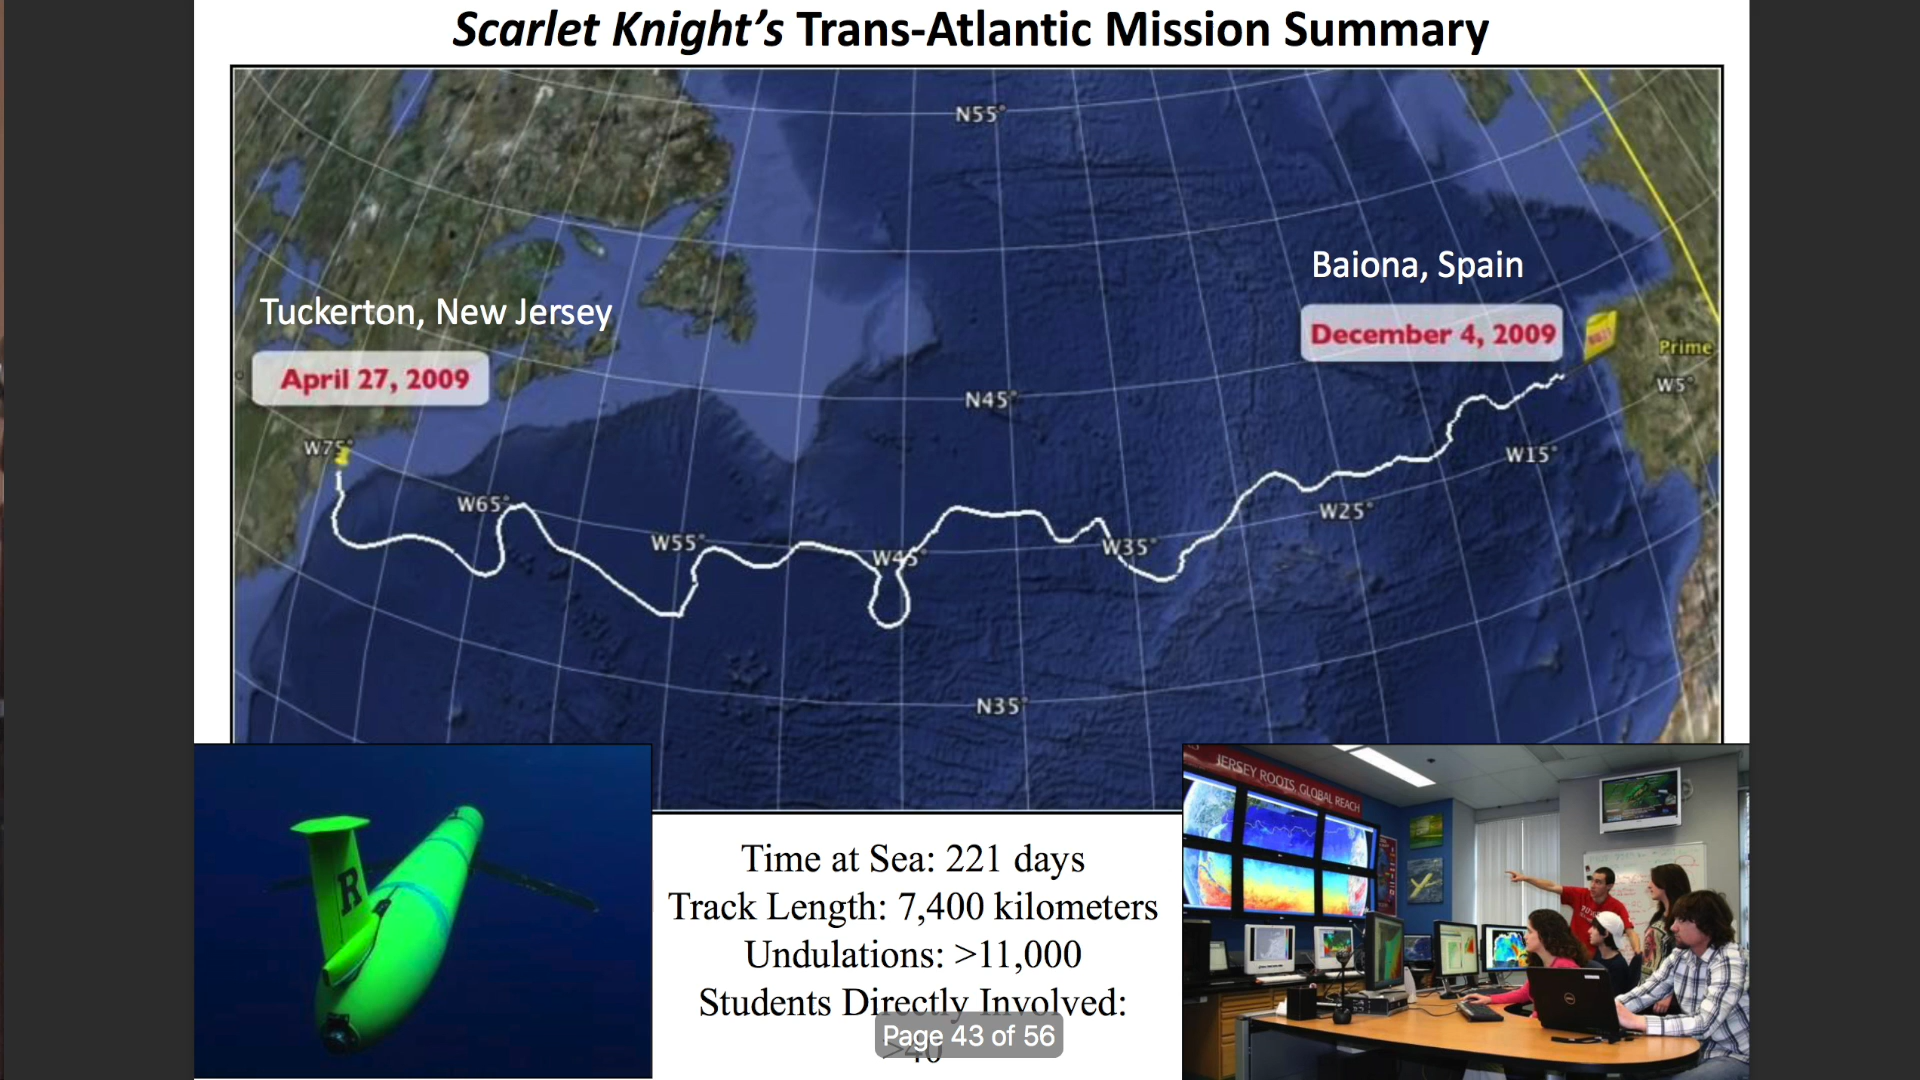 Scarlet Knight's Trans-Atlantic Mission Summary
N55°
Baiona, Spain
Tuckerton, New Jersey
December 4, 2009
Prime
April 27, 2009
W5°
N45°
W75°
W15°
W65°
W25°
W55°
W35°
W45°
N35°
JERSEY ROOTS, GLOBAL REACH
R
Time at Sea: 221 days
Track Length: 7,400 kilometers
Undulations: >11,000
Students Directly Involved:
>40
Page 43 of 56